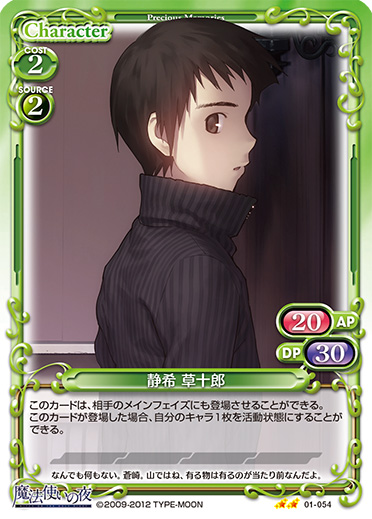 Precious Memories
Character
COST
2
SOURCE
2
20 AP
DP 30
静希 草十郎
このカードは、相手のメインフェイズにも登場させることができる。
このカードが登場した場合、自分のキャラ1枚を活動状態にすることが
できる。
なんでも何もない。蒼崎、山ではね、有る物は有るのが当たり前なんだよ。
魔法使いの夜
©2009-2012 TYPE-MOON
01-054